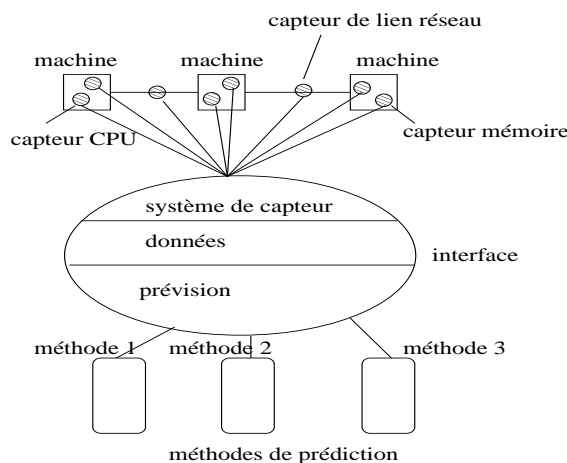 capteur de lien réseau
machine machine machine
capteur CPU
capteur mémoire
système de capteur
données
interface
prévision
méthode 1 méthode 2 méthode 3
méthodes de prédiction